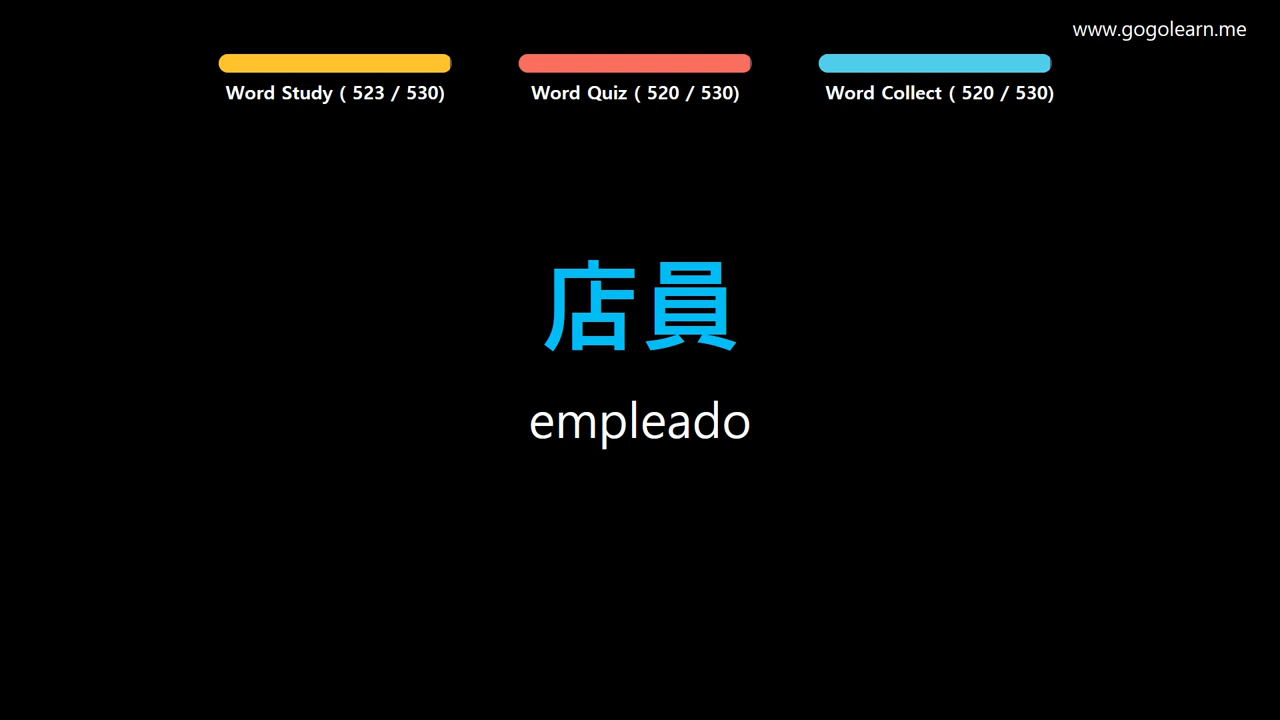 www.gogolearn.me
Word Study ( 523 / 530)
Word Quiz ( 520 / 530)
Word Collect ( 520 / 530)
店員
empleado